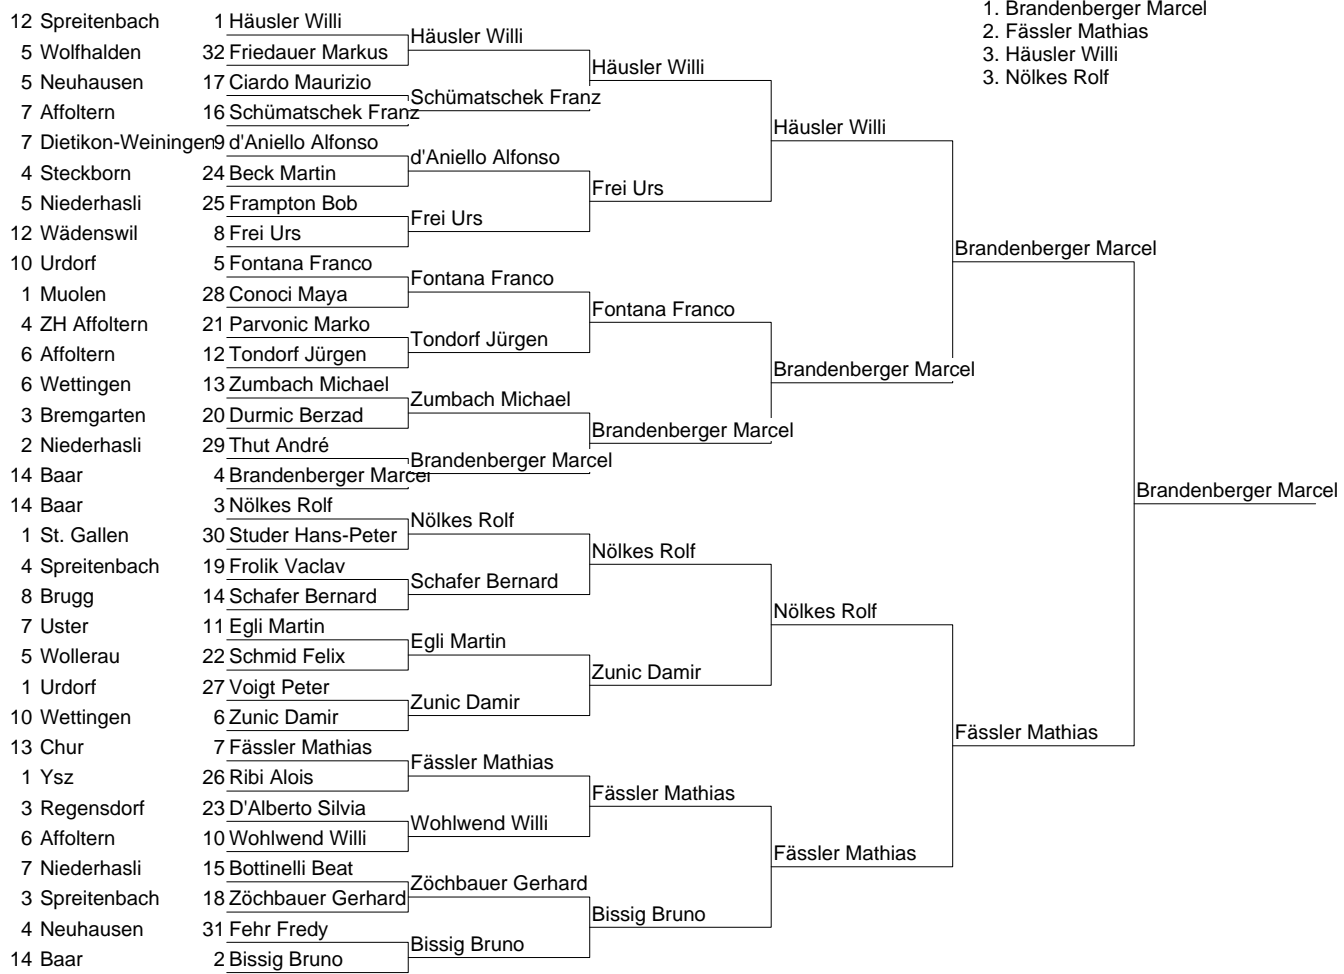 1. Brandenberger Marcel
2. Fässler Mathias
3. Häusler Willi
3. Nölkes Rolf
12 Spreitenbach 1 Häusler Willi
Häusler Willi
5 Wolfhalden 32 Friedauer Markus
Häusler Willi
5 Neuhausen 17 Ciardo Maurizio
Schümatschek Franz
7 Affoltern 16 Schümatschek Franz
Häusler Willi
7 Dietikon-Weiningen 9 d'Aniello Alfonso
d'Aniello Alfonso
4 Steckborn 24 Beck Martin
Frei Urs
5 Niederhasli 25 Frampton Bob
Frei Urs
12 Wädenswil 8 Frei Urs
Brandenberger Marcel
10 Urdorf 5 Fontana Franco
Fontana Franco
1 Muolen 28 Conoci Maya
Fontana Franco
4 ZH Affoltern 21 Parvonic Marko
Tondorf Jürgen
6 Affoltern 12 Tondorf Jürgen
Brandenberger Marcel
6 Wettingen 13 Zumbach Michael
Zumbach Michael
3 Bremgarten 20 Durmic Berzad
Brandenberger Marcel
2 Niederhasli 29 Thut André
Brandenberger Marcel
14 Baar 4 Brandenberger Marcel
Brandenberger Marcel
14 Baar 3 Nölkes Rolf
Nölkes Rolf
1 St. Gallen 30 Studer Hans-Peter
Nölkes Rolf
4 Spreitenbach 19 Frolik Vaclav
Schafer Bernard
8 Brugg 14 Schafer Bernard
Nölkes Rolf
7 Uster 11 Egli Martin
Egli Martin
5 Wollerau 22 Schmid Felix
Zunic Damir
1 Urdorf 27 Voigt Peter
Zunic Damir
10 Wettingen 6 Zunic Damir
Fässler Mathias
13 Chur 7 Fässler Mathias
Fässler Mathias
1 Ysz 26 Ribi Alois
Fässler Mathias
3 Regensdorf 23 D'Alberto Silvia
Wohlwend Willi
6 Affoltern 10 Wohlwend Willi
Fässler Mathias
7 Niederhasli 15 Bottinelli Beat
Zöchbauer Gerhard
3 Spreitenbach 18 Zöchbauer Gerhard
Bissig Bruno
4 Neuhausen 31 Fehr Fredy
Bissig Bruno
14 Baar 2 Bissig Bruno